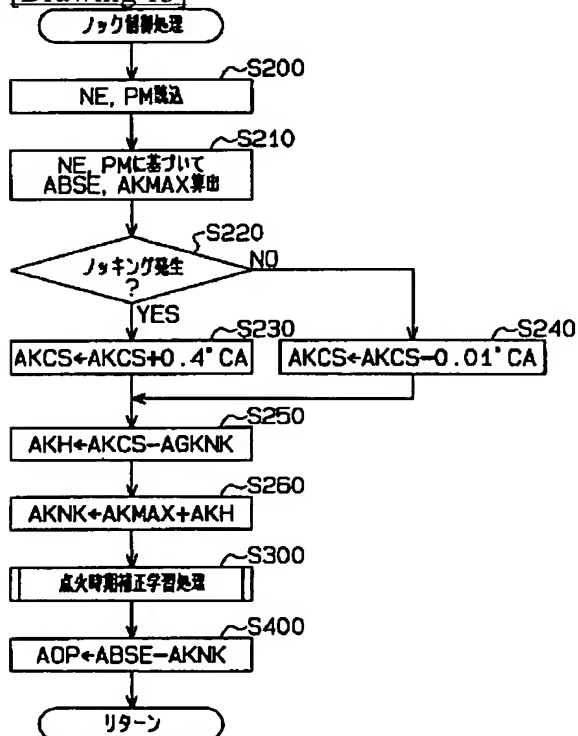 ノック制御処理
S200
NE, PM読込
S210
NE, PMに基づいて
ABSE, AKMAX算出
S220
ノッキング発生
?
NO
YES
S230
AKCS←AKCS+0.4°CA
S240
AKCS←AKCS-0.01°CA
S250
AKH←AKCS-AGKNK
S260
AKNK←AKMAX+AKH
S300
点火時期補正学習処理
S400
AOP←ABSE-AKNK
リターン